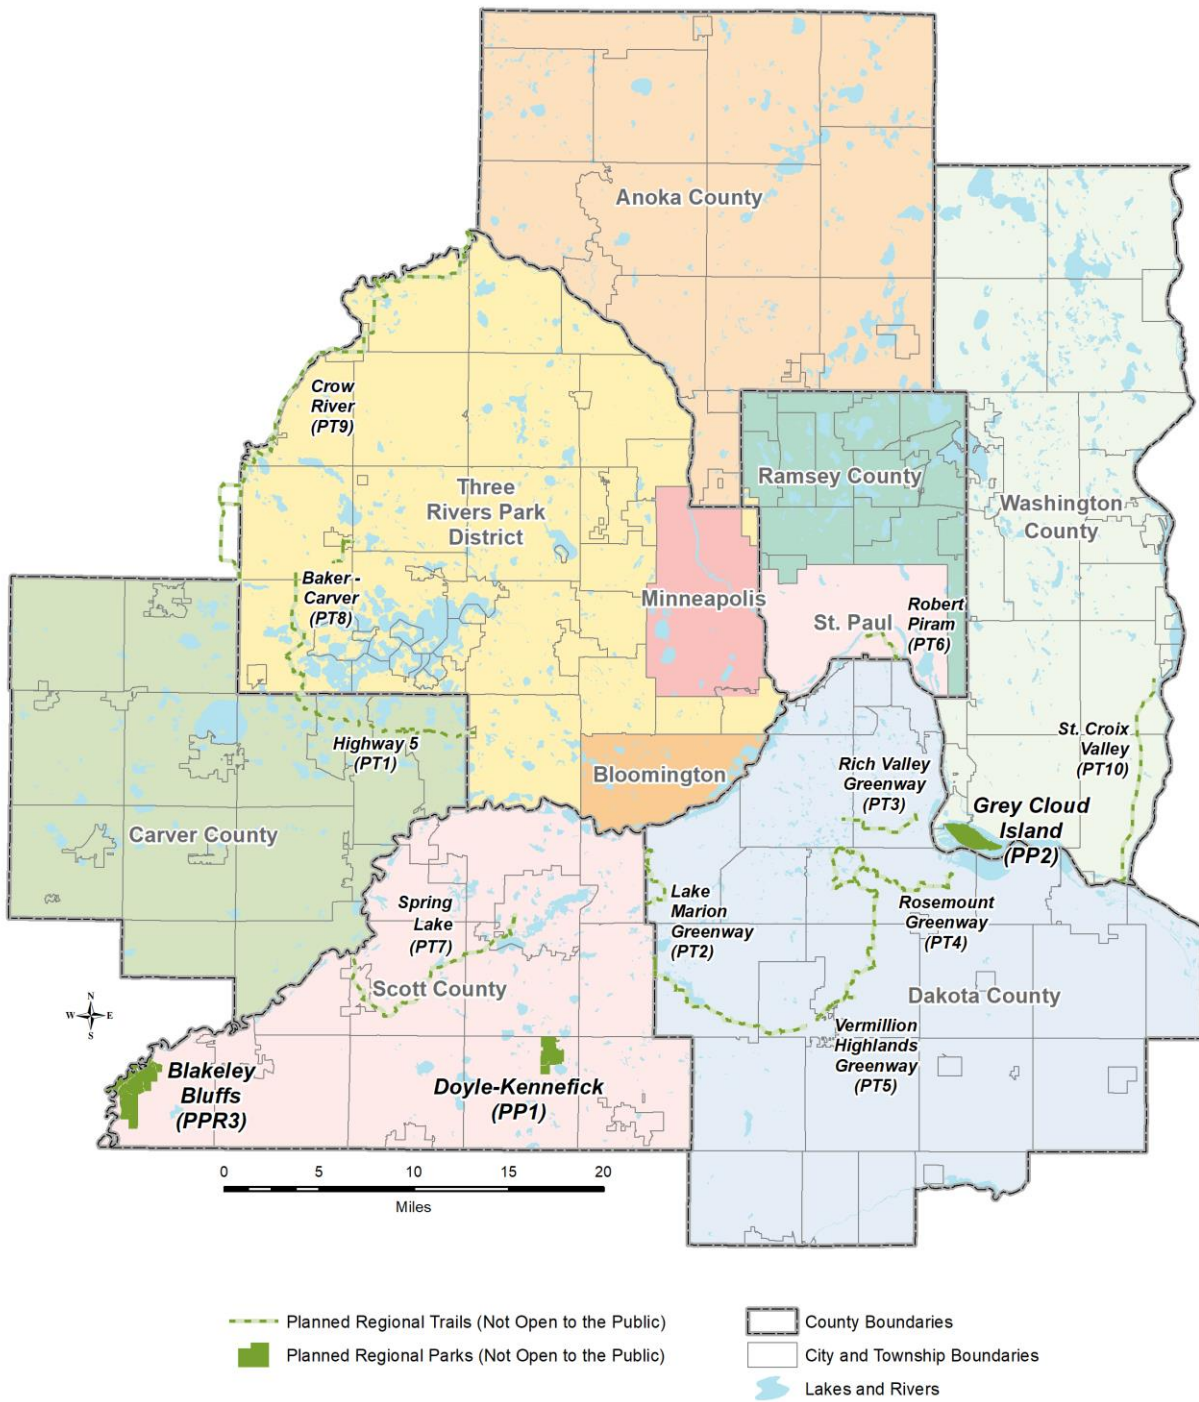 Anoka County
Crow
River
(PT9)
Three
Rivers Park
District
Ramsey County
Washington
County
Baker -
Carver
(PT8)
Minneapolis
St. Paul
Robert
Piram
(PT6)
Highway 5
(PT1)
Bloomington
St. Croix
Valley
(PT10)
Rich Valley
Greenway
(PT3)
Grey Cloud
Island
(PP2)
Carver County
Spring
Lake
(PT7)
Lake
Marion
Greenway
(PT2)
Rosemount
Greenway
(PT4)
Scott County
Dakota County
N
W E
S
Vermillion
Highlands
Greenway
(PT5)
Blakeley
Bluffs
(PPR3)
Doyle-Kennefick
(PP1)
0 5 10 15 20
Miles
Planned Regional Trails (Not Open to the Public)
Planned Regional Parks (Not Open to the Public)
County Boundaries
City and Township Boundaries
Lakes and Rivers